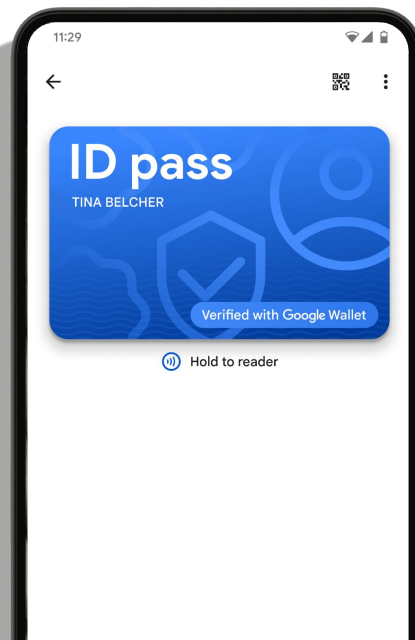 11:29
ID pass
TINA BELCHER
Verified with Google Wallet
Hold to reader